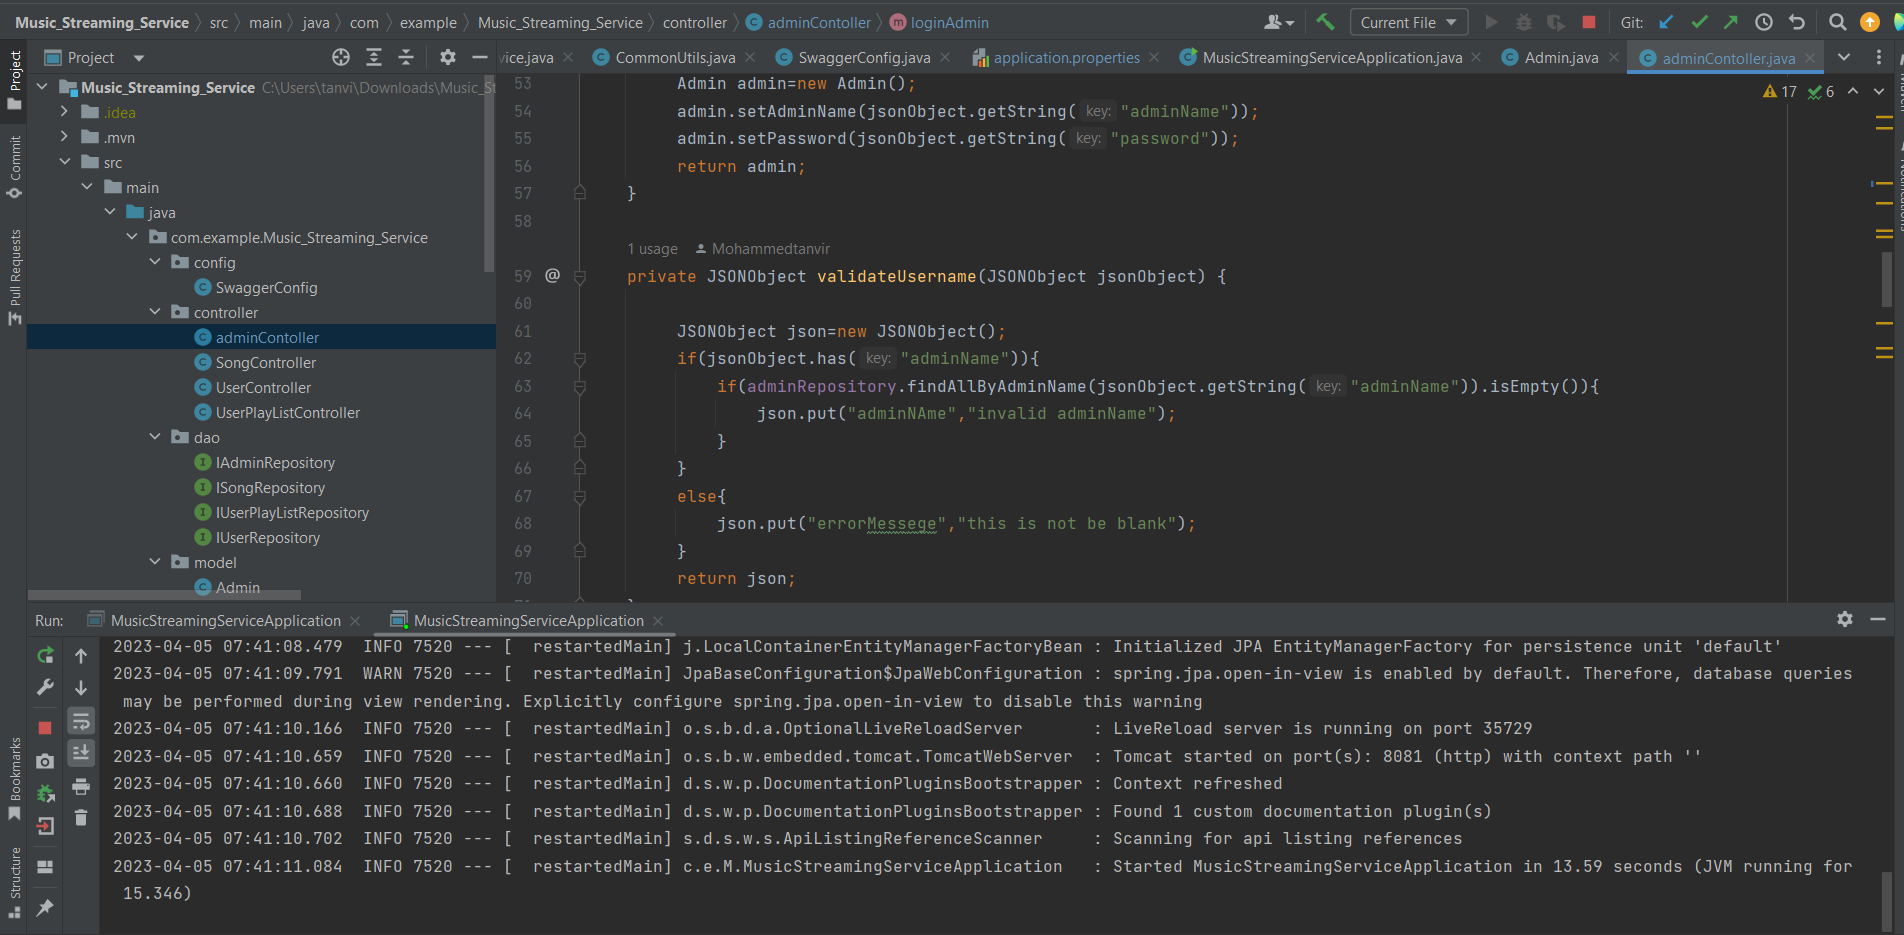 Music_Streaming_Service src main java com example Music_Streaming_Service controller adminContoller loginAdmin
Current File
Git:
Project
vice.java
CommonUtils.java
SwaggerConfig.java
application.properties
MusicStreamingServiceApplication.java
Admin.java
adminContoller.java
Project
Commit
Pull Requests
Bookmarks
Structure
Music_Streaming_Service C:\Users\tanvi\Downloads\Music_St
.idea
.mvn
src
main
java
com.example.Music_Streaming_Service
config
SwaggerConfig
controller
adminContoller
SongController
UserController
UserPlayListController
dao
IAdminRepository
ISongRepository
IUserPlayListRepository
IUserRepository
model
Admin
17 6
53 Admin admin=new Admin();
54 admin.setAdminName(jsonObject.getString( key: "adminName"));
55 admin.setPassword(jsonObject.getString( key: "password"));
56 return admin;
57 }
58
1 usage Mohammedtanvir
59 @ private JSONObject validateUsername(JSONObject jsonObject) {
60
61 JSONObject json=new JSONObject();
62 if(jsonObject.has( key: "adminName")){
63 if(adminRepository.findAllByAdminName(jsonObject.getString( key: "adminName")).isEmpty()){
64 json.put("adminNAme","invalid adminName");
65 }
66 }
67 else{
68 json.put("errorMessege","this is not be blank");
69 }
70 return json;
Run: MusicStreamingServiceApplication MusicStreamingServiceApplication
2023-04-05 07:41:08.479 INFO 7520 --- [ restartedMain] j.LocalContainerEntityManagerFactoryBean : Initialized JPA EntityManagerFactory for persistence unit 'default'
2023-04-05 07:41:09.791 WARN 7520 --- [ restartedMain] JpaBaseConfiguration$JpaWebConfiguration : spring.jpa.open-in-view is enabled by default. Therefore, database queries
may be performed during view rendering. Explicitly configure spring.jpa.open-in-view to disable this warning
2023-04-05 07:41:10.166 INFO 7520 --- [ restartedMain] o.s.b.d.a.OptionalLiveReloadServer : LiveReload server is running on port 35729
2023-04-05 07:41:10.659 INFO 7520 --- [ restartedMain] o.s.b.w.embedded.tomcat.TomcatWebServer : Tomcat started on port(s): 8081 (http) with context path ''
2023-04-05 07:41:10.660 INFO 7520 --- [ restartedMain] d.s.w.p.DocumentationPluginsBootstrapper : Context refreshed
2023-04-05 07:41:10.688 INFO 7520 --- [ restartedMain] d.s.w.p.DocumentationPluginsBootstrapper : Found 1 custom documentation plugin(s)
2023-04-05 07:41:10.702 INFO 7520 --- [ restartedMain] s.d.s.w.s.ApiListingReferenceScanner : Scanning for api listing references
2023-04-05 07:41:11.084 INFO 7520 --- [ restartedMain] c.e.M.MusicStreamingServiceApplication : Started MusicStreamingServiceApplication in 13.59 seconds (JVM running for
15.346)